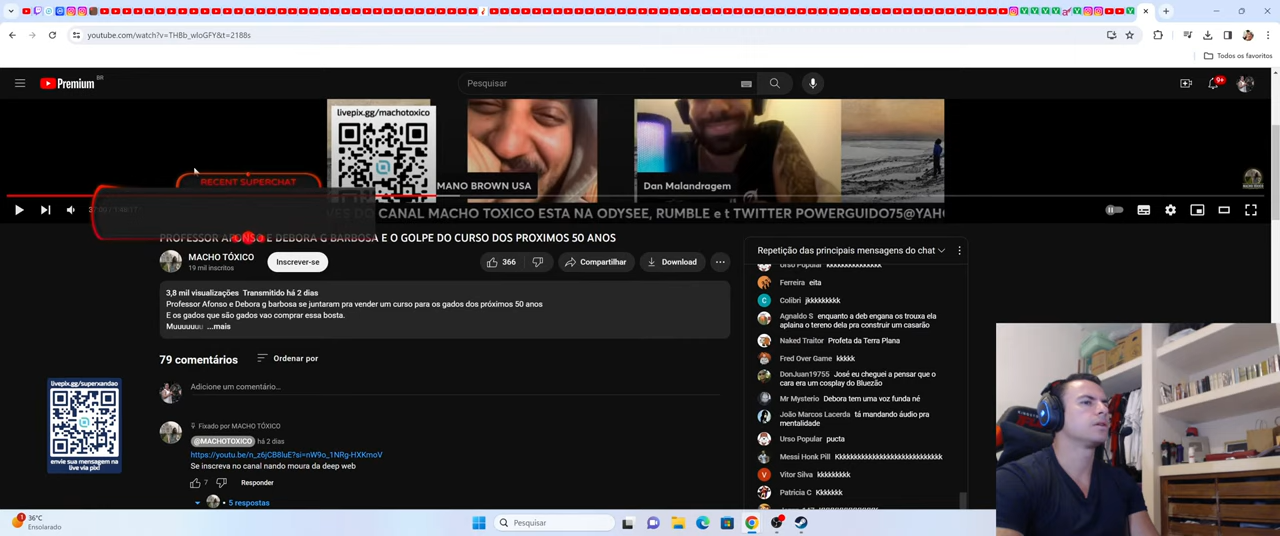 youtube.com/watch?v=THBb_wloGFY&t=2188s
Todos os favoritos
Premium BR
Pesquisar
9+
livepix.gg/machotoxico
MANO BROWN USA
Dan Malandragem
RECENT SUPERCHAT
VES DO CANAL MACHO TOXICO ESTA NA ODYSEE, RUMBLE e t TWITTER POWERGUIDO75@YAH
PROFESSOR AFONSO E DEBORA G BARBOSA E O GOLPE DO CURSO DOS PROXIMOS 50 ANOS
MACHO TÓXICO
19 mil inscritos
Inscrever-se
366
Compartilhar
Download
3,8 mil visualizações Transmitido há 2 dias
Professor Afonso e Debora g barbosa se juntaram pra vender um curso para os gados dos próximos 50 anos
E os gados que são gados vao comprar essa bosta.
Muuuuuu ...mais
79 comentários
Ordenar por
Adicione um comentário...
Fixado por MACHO TÓXICO
@MACHOTOXICO há 2 dias
https://youtu.be/n_z6jCB8luE?si=nW9o_1NRg-HXKmoV
Se inscreva no canal nando moura da deep web
7
Responder
5 respostas
livepix.gg/superxandao
envie sua mensagem na
live via pix!
Repetição das principais mensagens do chat
Urso Popular kkkkkkkkkkkkkk
Ferreira eita
Colibri jkkkkkkkkk
Agnaldo S enquanto a deb engana os trouxa ela
aplaina o tereno dela pra construir um casarão
Naked Traitor Profeta da Terra Plana
Fred Over Game kkkkk
DonJuan19755 José eu cheguei a pensar que o
cara era um cosplay do Bluezão
Mr Mysterio Debora tem uma voz funda né
João Marcos Lacerda tá mandando áudio pra
mentalidade
Urso Popular pucta
Messi Honk Pill Kkkkkkkkkkkkkkkkkkkkkkkkkk
Vitor Silva kkkkkkkkk
Patricia C Kkkkkkk
36°C
Ensolarado
Pesquisar